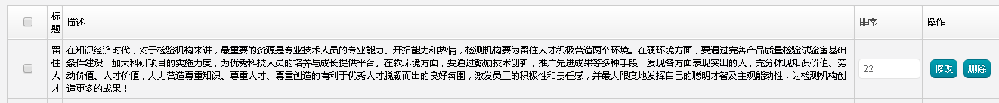 标题 描述 排序 操作
留住人才
在知识经济时代，对于检验机构来讲，最重要的资源是专业技术人员的专业能力、开拓能力和热情，检测机构要为留住人才积极营造两个环境。在硬环境方面，要通过完善产品质量检验试验室基础
条件建设，加大科研项目的实施力度，为优秀科技人员的培养与成长提供平台。在软环境方面，要通过鼓励技术创新，推广先进成果等多种手段，发现各方面表现突出的人，充分体现知识价值、劳
动价值、人才价值，大力营造尊重知识、尊重人才、尊重创造的有利于优秀人才脱颖而出的良好氛围，激发员工的积极性和责任感，并最大限度地发挥自己的聪明才智及主观能动性，为检测机构创
造更多的成果！
22 修改 删除